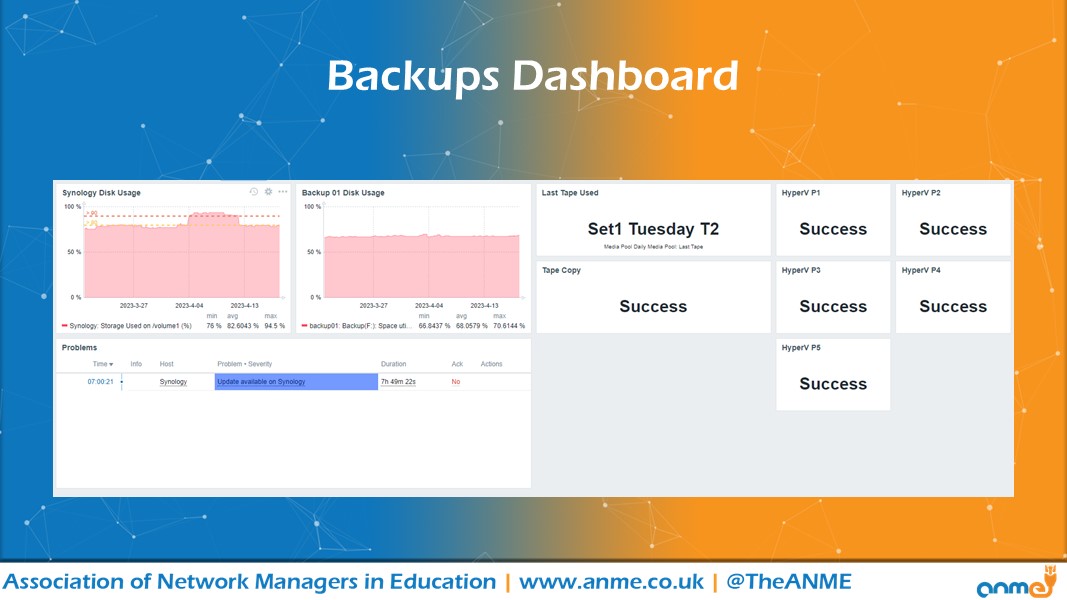 Backups Dashboard
Synology Disk Usage
100 %
50 %
0 %
> 90
> 80
2023-3-27 2023-4-04 2023-4-13
min avg max
Synology: Storage Used on /volume1 (%) 76 % 82.6043 % 94.5 %
Backup 01 Disk Usage
100 %
50 %
0 %
2023-3-27 2023-4-04 2023-4-13
min avg max
backup01: Backup(F:): Space uti... 66.8437 % 68.0579 % 70.6144 %
Last Tape Used
Set1 Tuesday T2
Media Pool Daily Media Pool: Last Tape
HyperV P1
Success
HyperV P2
Success
Tape Copy
Success
HyperV P3
Success
HyperV P4
Success
Problems
Time Info Host Problem • Severity Duration Ack Actions
07:00:21 Synology Update available on Synology 7h 49m 22s No
HyperV P5
Success
Association of Network Managers in Education | www.anme.co.uk | @TheANME
anme